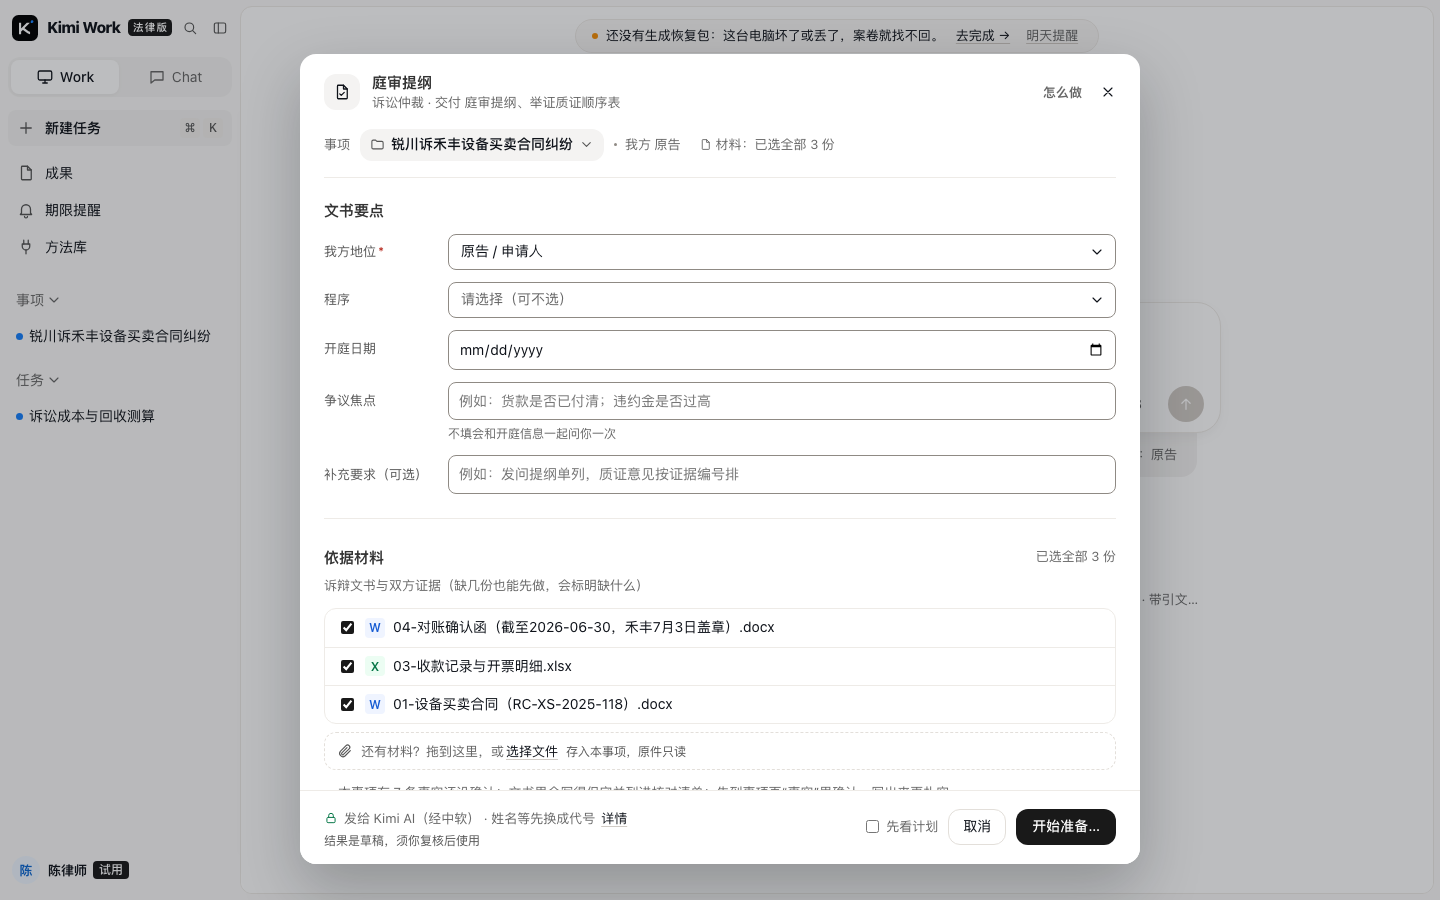 Kimi Work 法律版
Work
Chat
新建任务 ⌘ K
成果
期限提醒
方法库
事项
锐川诉禾丰设备买卖合同纠纷
任务
诉讼成本与回收测算
陈 陈律师 试用
还没有生成恢复包：这台电脑坏了或丢了，案卷就找不回。 去完成 → 明天提醒
庭审提纲
诉讼仲裁 · 交付 庭审提纲、举证质证顺序表
怎么做
事项 锐川诉禾丰设备买卖合同纠纷 · 我方 原告 材料：已选全部 3 份
文书要点
我方地位* 原告 / 申请人
程序 请选择（可不选）
开庭日期 mm/dd/yyyy
争议焦点 例如：货款是否已付清；违约金是否过高
不填会和开庭信息一起问你一次
补充要求（可选） 例如：发问提纲单列，质证意见按证据编号排
依据材料 已选全部 3 份
诉辩文书与双方证据（缺几份也能先做，会标明缺什么）
W 04-对账确认函（截至2026-06-30，禾丰7月3日盖章）.docx
X 03-收款记录与开票明细.xlsx
W 01-设备买卖合同（RC-XS-2025-118）.docx
还有材料？拖到这里，或 选择文件 存入本事项，原件只读
发给 Kimi AI（经中软） · 姓名等先换成代号 详情
结果是草稿，须你复核后使用
先看计划 取消 开始准备...
：原告
· 带引文...